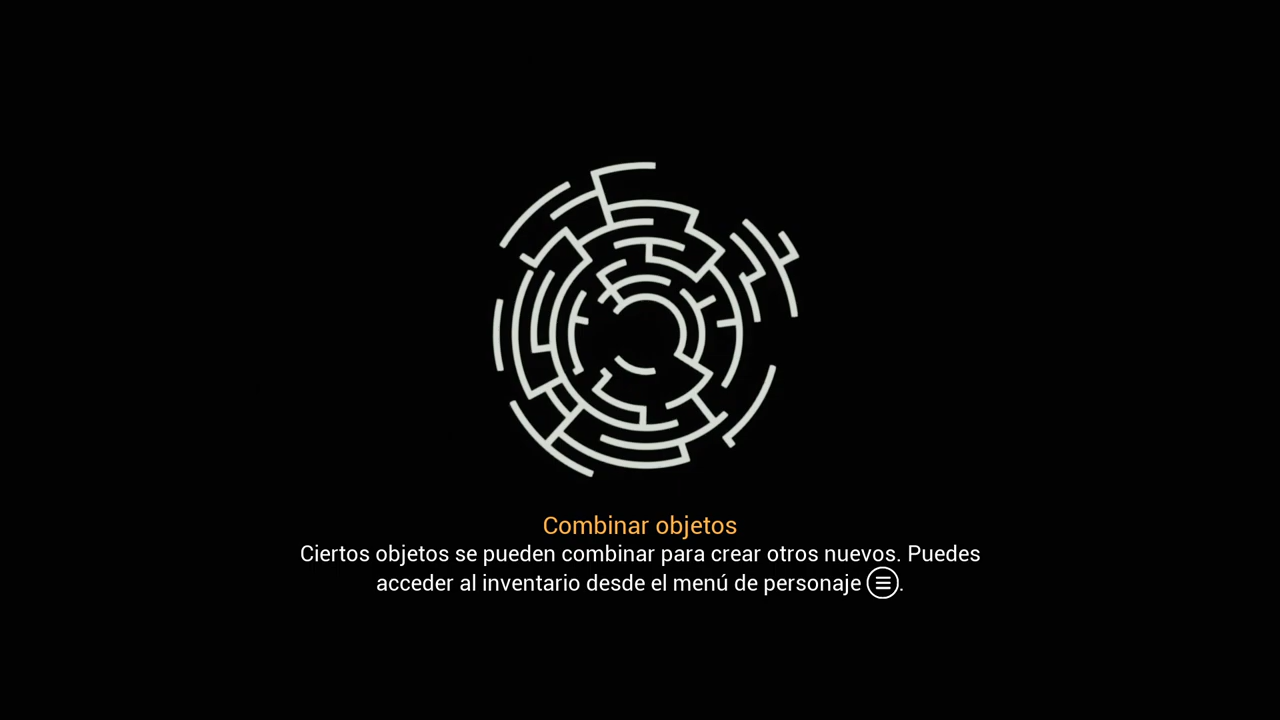 Combinar objetos
Ciertos objetos se pueden combinar para crear otros nuevos. Puedes
acceder al inventario desde el menú de personaje .